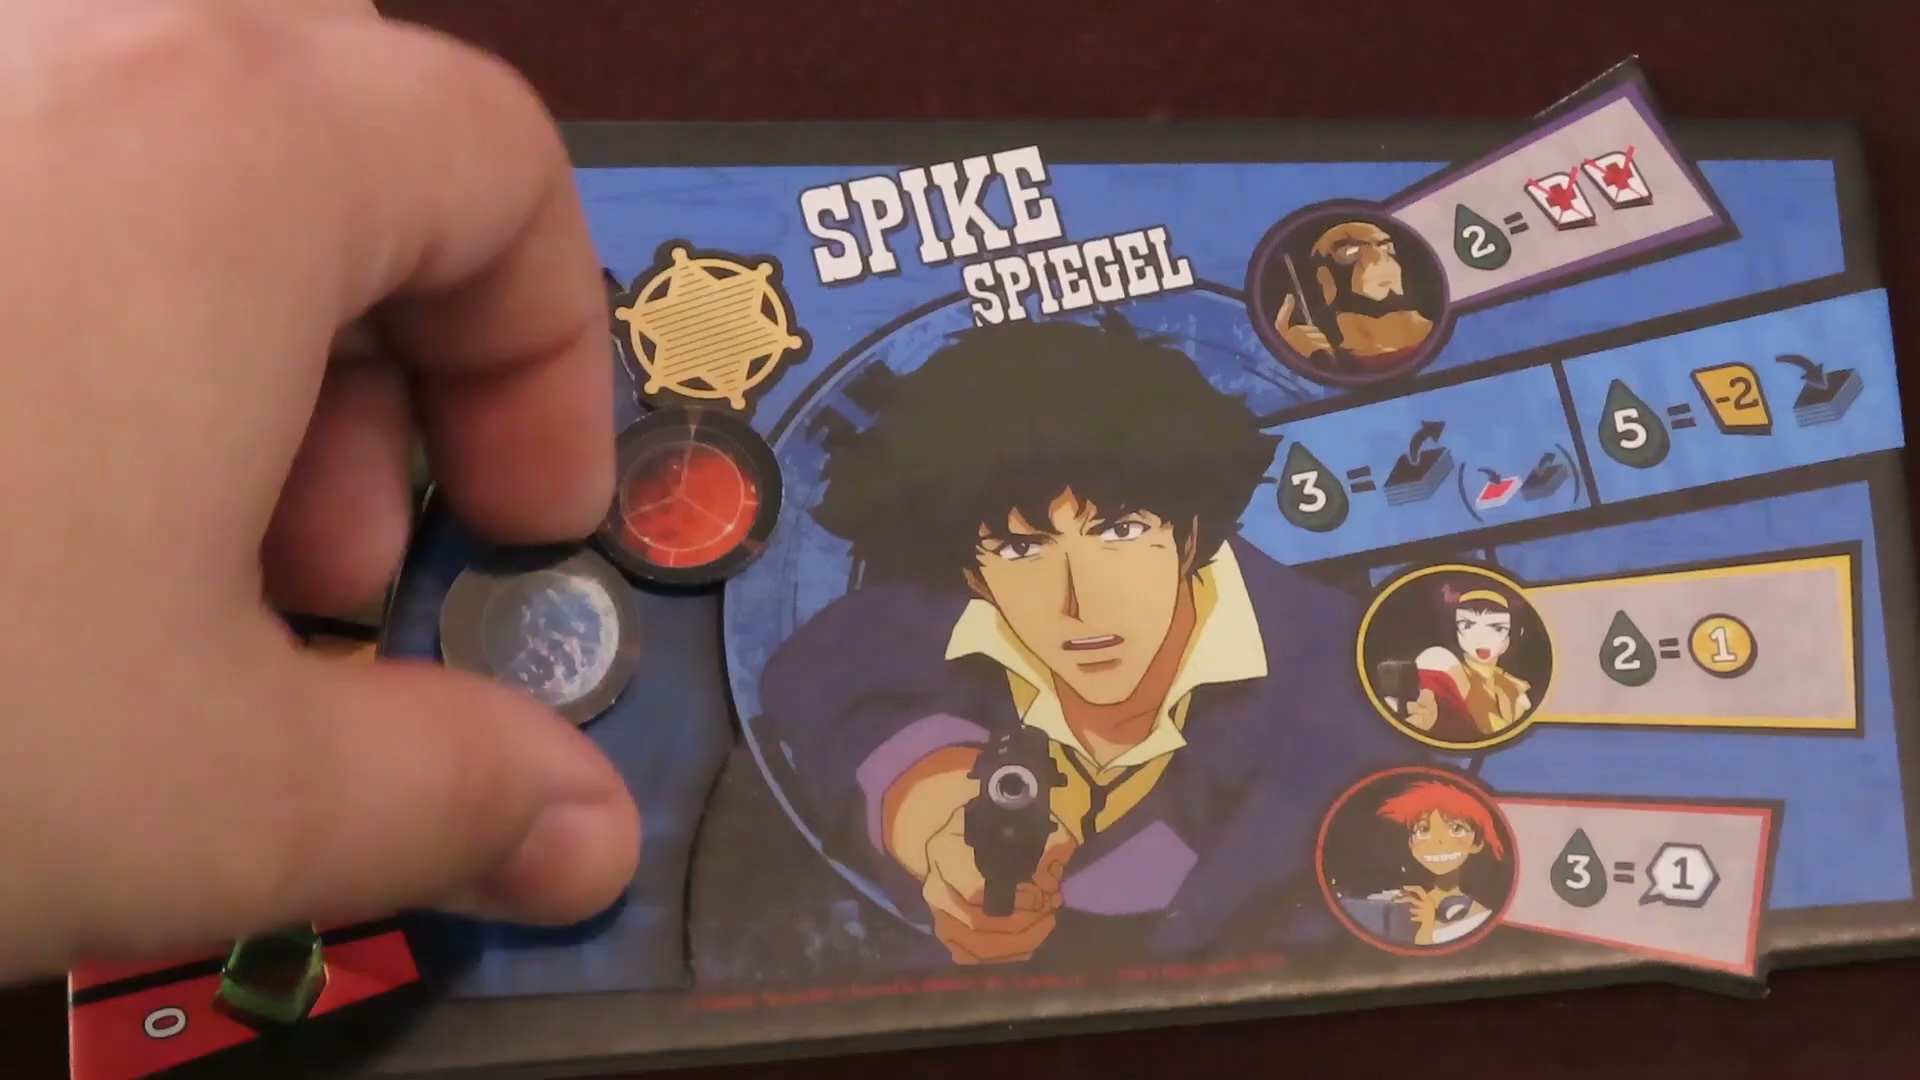 SPIKE
SPIEGEL
2 =
3 =
5 = -2
2 = 1
3 = 1
0